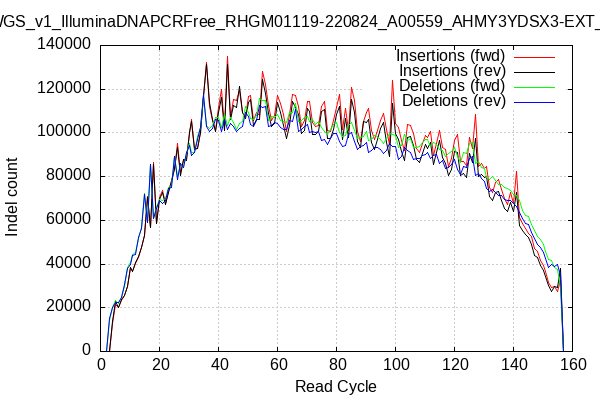 WGS_v1_IlluminaDNAPCRFree_RHGM01119-220824_A00559_AHMY3YDSX3-EXT_
140000
120000
100000
80000
60000
40000
20000
0
Indel count
Insertions (fwd)
Insertions (rev)
Deletions (fwd)
Deletions (rev)
0 20 40 60 80 100 120 140 160
Read Cycle